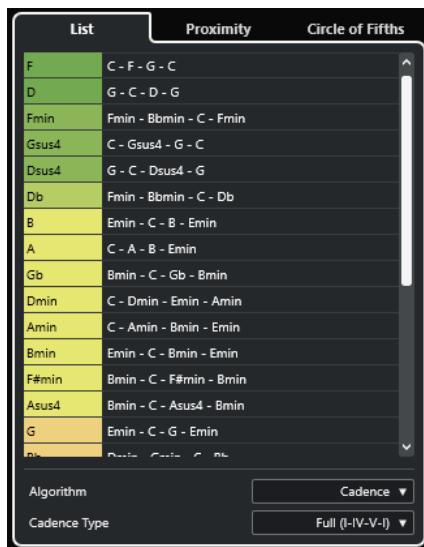 List Proximity Circle of Fifths
F C - F - G - C
D G - C - D - G
Fmin Fmin - Bbmin - C - Fmin
Gsus4 C - Gsus4 - G - C
Dsus4 G - C - Dsus4 - G
Db Fmin - Bbmin - C - Db
B Emin - C - B - Emin
A C - A - B - Emin
Gb Bmin - C - Gb - Bmin
Dmin C - Dmin - Emin - Amin
Amin C - Amin - Bmin - Emin
Bmin Emin - C - Bmin - Emin
F#min Bmin - C - F#min - Bmin
Asus4 Bmin - C - Asus4 - Bmin
G Emin - C - G - Emin
Algorithm Cadence
Cadence Type Full (I-IV-V-I)